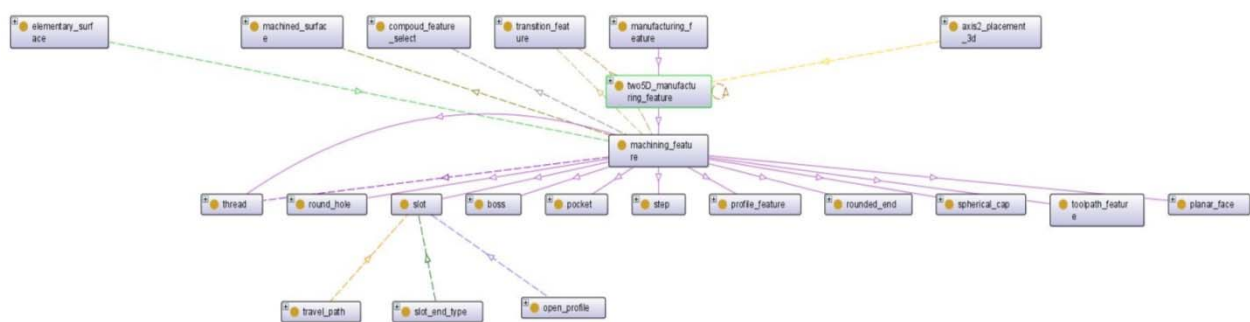 elementary_surf
ace
machined_surfac
e
compoud_feature
_select
transition_feat
ure
manufacturing_f
eature
axis2_placement
_3d
two5D_manufactu
ring_feature
machining_featu
re
thread
round_hole
slot
boss
pocket
step
profile_feature
rounded_end
spherical_cap
toolpath_featur
e
planar_face
travel_path
slot_end_type
open_profile